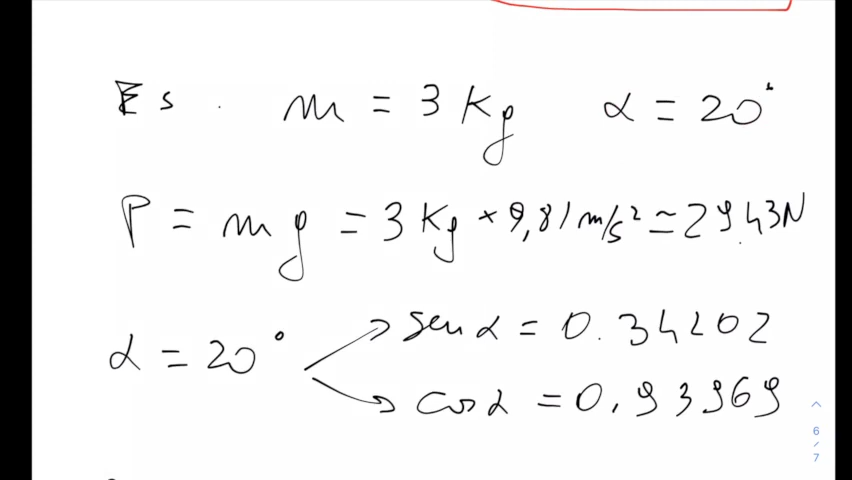 Es. m = 3 Kg α = 20°
P = mg = 3 Kg × 9,81 m/s² ≃ 29.43N
α = 20°
sen α = 0.34202
cos α = 0,93969
6
/
7